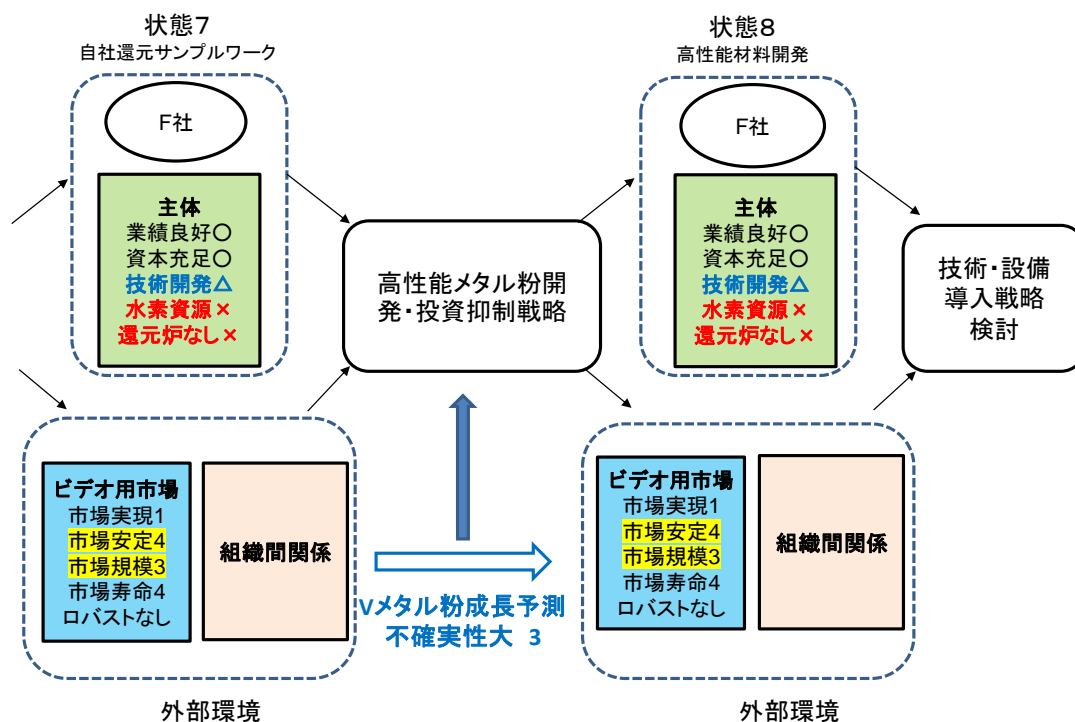 状態7
自社還元サンプルワーク
F社
主体
業績良好〇
資本充足〇
技術開発△
水素資源×
還元炉なし×
高性能メタル粉開
発・投資抑制戦略
状態8
高性能材料開発
F社
主体
業績良好〇
資本充足〇
技術開発△
水素資源×
還元炉なし×
技術・設備
導入戦略
検討
ビデオ用市場
市場実現1
市場安定4
市場規模3
市場寿命4
ロバストなし
組織間関係
Vメタル粉成長予測
不確実性大 3
ビデオ用市場
市場実現1
市場安定4
市場規模3
市場寿命4
ロバストなし
組織間関係
外部環境
外部環境